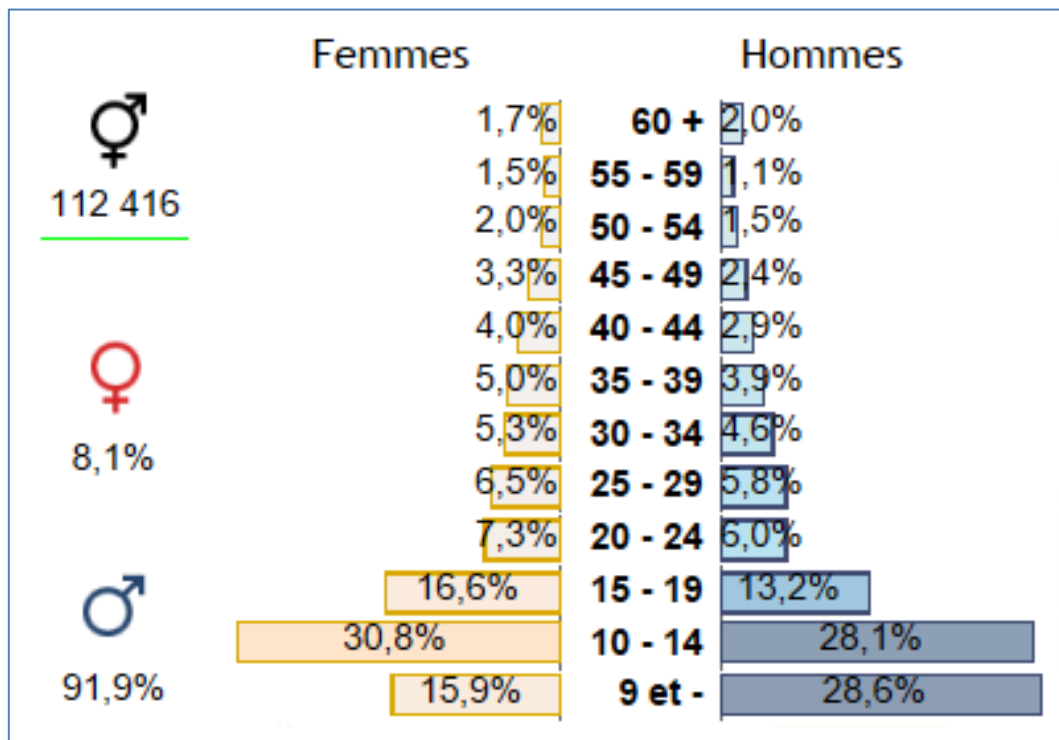 Femmes Hommes
1,7% 60 + 2,0%
1,5% 55 - 59 1,1%
112 416
2,0% 50 - 54 1,5%
3,3% 45 - 49 2,4%
4,0% 40 - 44 2,9%
5,0% 35 - 39 3,9%
5,3% 30 - 34 4,6%
8,1%
6,5% 25 - 29 5,8%
7,3% 20 - 24 6,0%
16,6% 15 - 19 13,2%
30,8% 10 - 14 28,1%
91,9%
15,9% 9 et - 28,6%